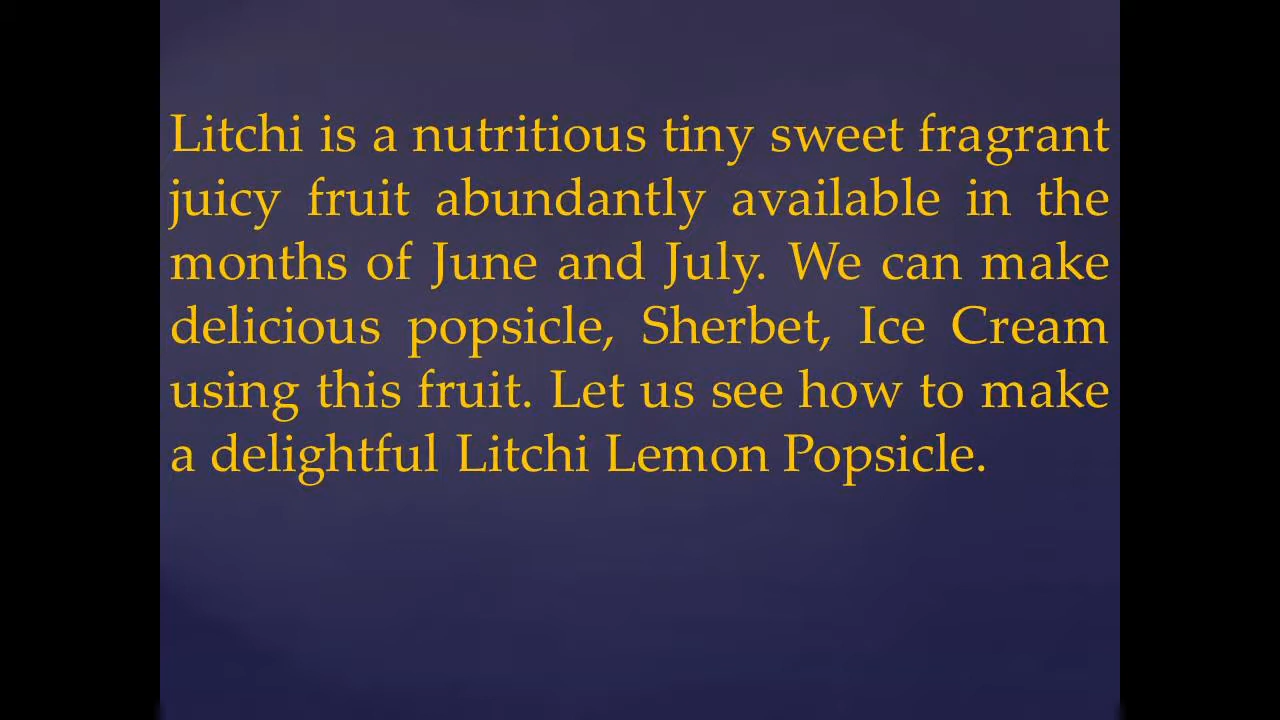 Litchi is a nutritious tiny sweet fragrant
juicy fruit abundantly available in the
months of June and July. We can make
delicious popsicle, Sherbet, Ice Cream
using this fruit. Let us see how to make
a delightful Litchi Lemon Popsicle.